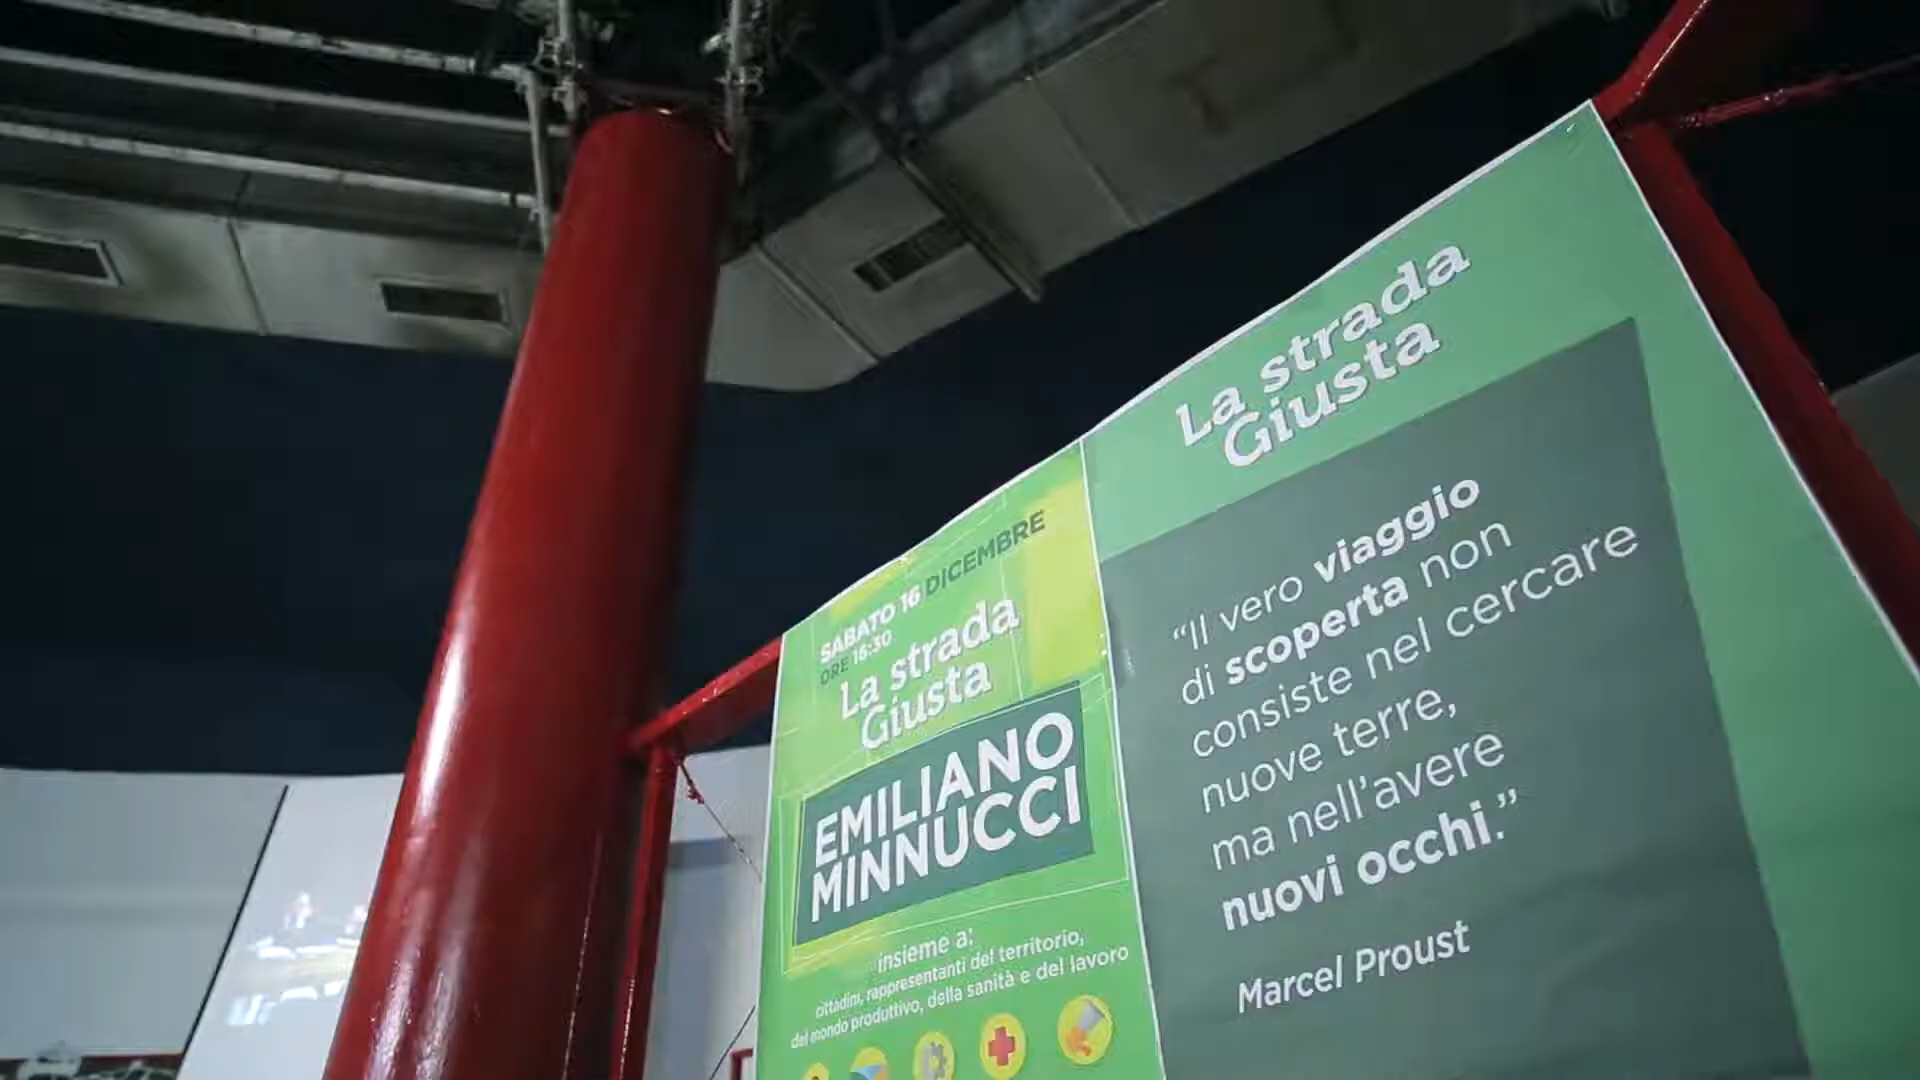 SABATO 16 DICEMBRE
ORE 16:30
La strada
Giusta
EMILIANO
MINNUCCI
insieme a:
cittadini, rappresentanti del territorio,
del mondo produttivo, della sanità e del lavoro
La strada
Giusta
“Il vero viaggio
di scoperta non
consiste nel cercare
nuove terre,
ma nell’avere
nuovi occhi.”
Marcel Proust